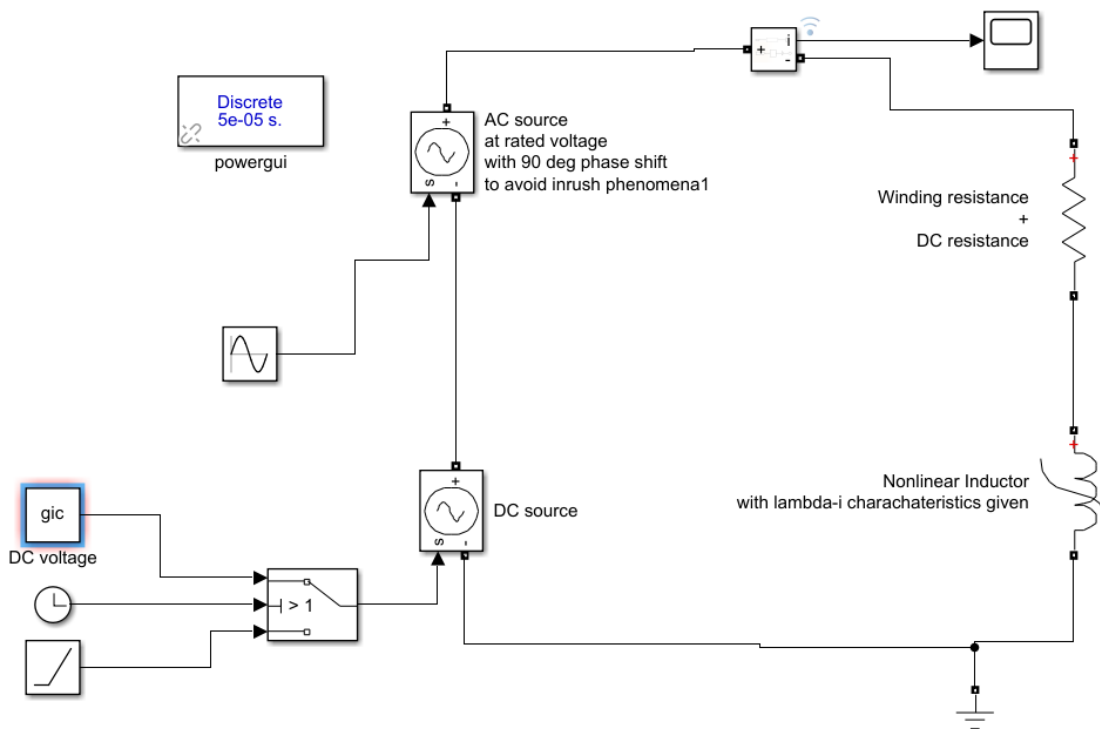 Discrete
5e-05 s.
powergui
AC source
at rated voltage
with 90 deg phase shift
to avoid inrush phenomena1
+
s
-
+
i
-
Winding resistance
+
DC resistance
+
gic
DC voltage
> 1
+
s
-
DC source
Nonlinear Inductor
with lambda-i charachateristics given
+